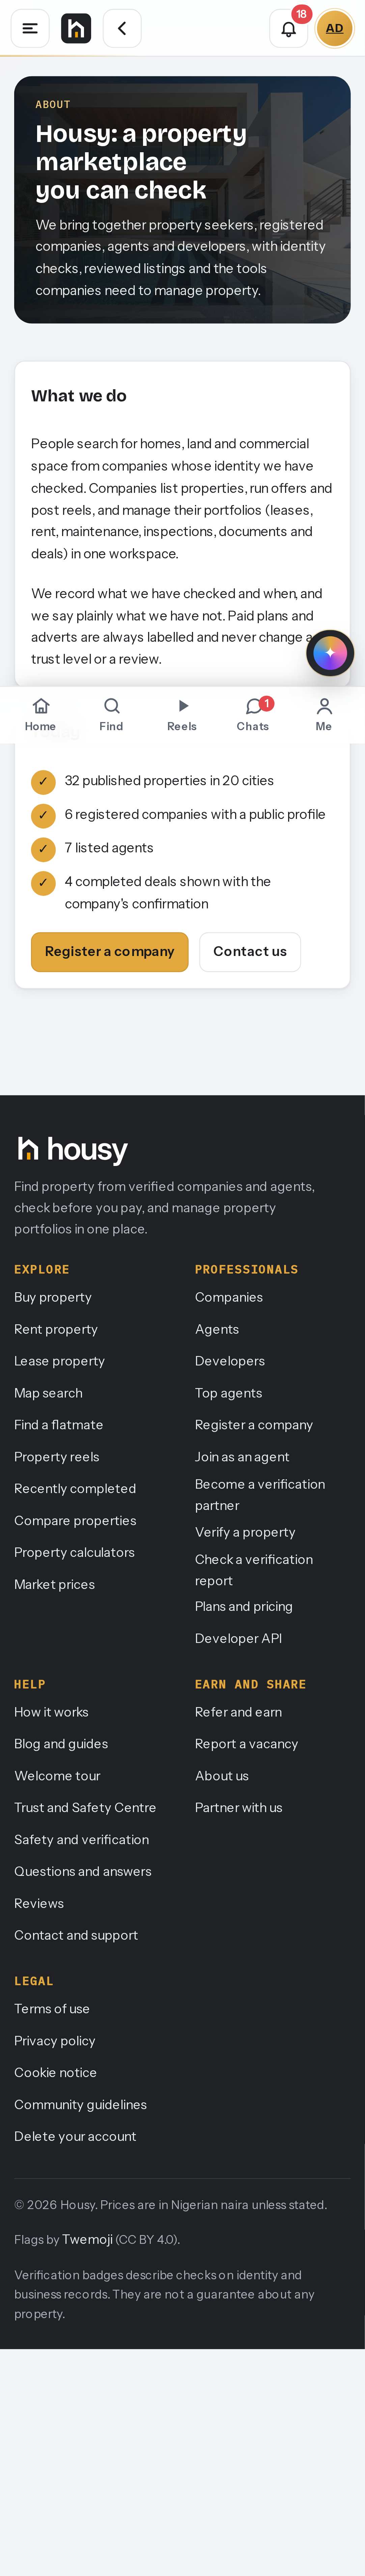 18
AD
ABOUT
Housy: a property
marketplace
you can check
We bring together property seekers, registered
companies, agents and developers, with identity
checks, reviewed listings and the tools
companies need to manage property.
What we do
People search for homes, land and commercial
space from companies whose identity we have
checked. Companies list properties, run offers and
post reels, and manage their portfolios (leases,
rent, maintenance, inspections, documents and
deals) in one workspace.
We record what we have checked and when, and
we say plainly what we have not. Paid plans and
adverts are always labelled and never change a
trust level or a review.
1
Home
Find
Reels
Chats
Me
32 published properties in 20 cities
6 registered companies with a public profile
7 listed agents
4 completed deals shown with the
company's confirmation
Register a company
Contact us
housy
Find property from verified companies and agents,
check before you pay, and manage property
portfolios in one place.
EXPLORE
Buy property
Rent property
Lease property
Map search
Find a flatmate
Property reels
Recently completed
Compare properties
Property calculators
Market prices
PROFESSIONALS
Companies
Agents
Developers
Top agents
Register a company
Join as an agent
Become a verification
partner
Verify a property
Check a verification
report
Plans and pricing
Developer API
HELP
How it works
Blog and guides
Welcome tour
Trust and Safety Centre
Safety and verification
Questions and answers
Reviews
Contact and support
EARN AND SHARE
Refer and earn
Report a vacancy
About us
Partner with us
LEGAL
Terms of use
Privacy policy
Cookie notice
Community guidelines
Delete your account
© 2026 Housy. Prices are in Nigerian naira unless stated.
Flags by Twemoji (CC BY 4.0).
Verification badges describe checks on identity and
business records. They are not a guarantee about any
property.